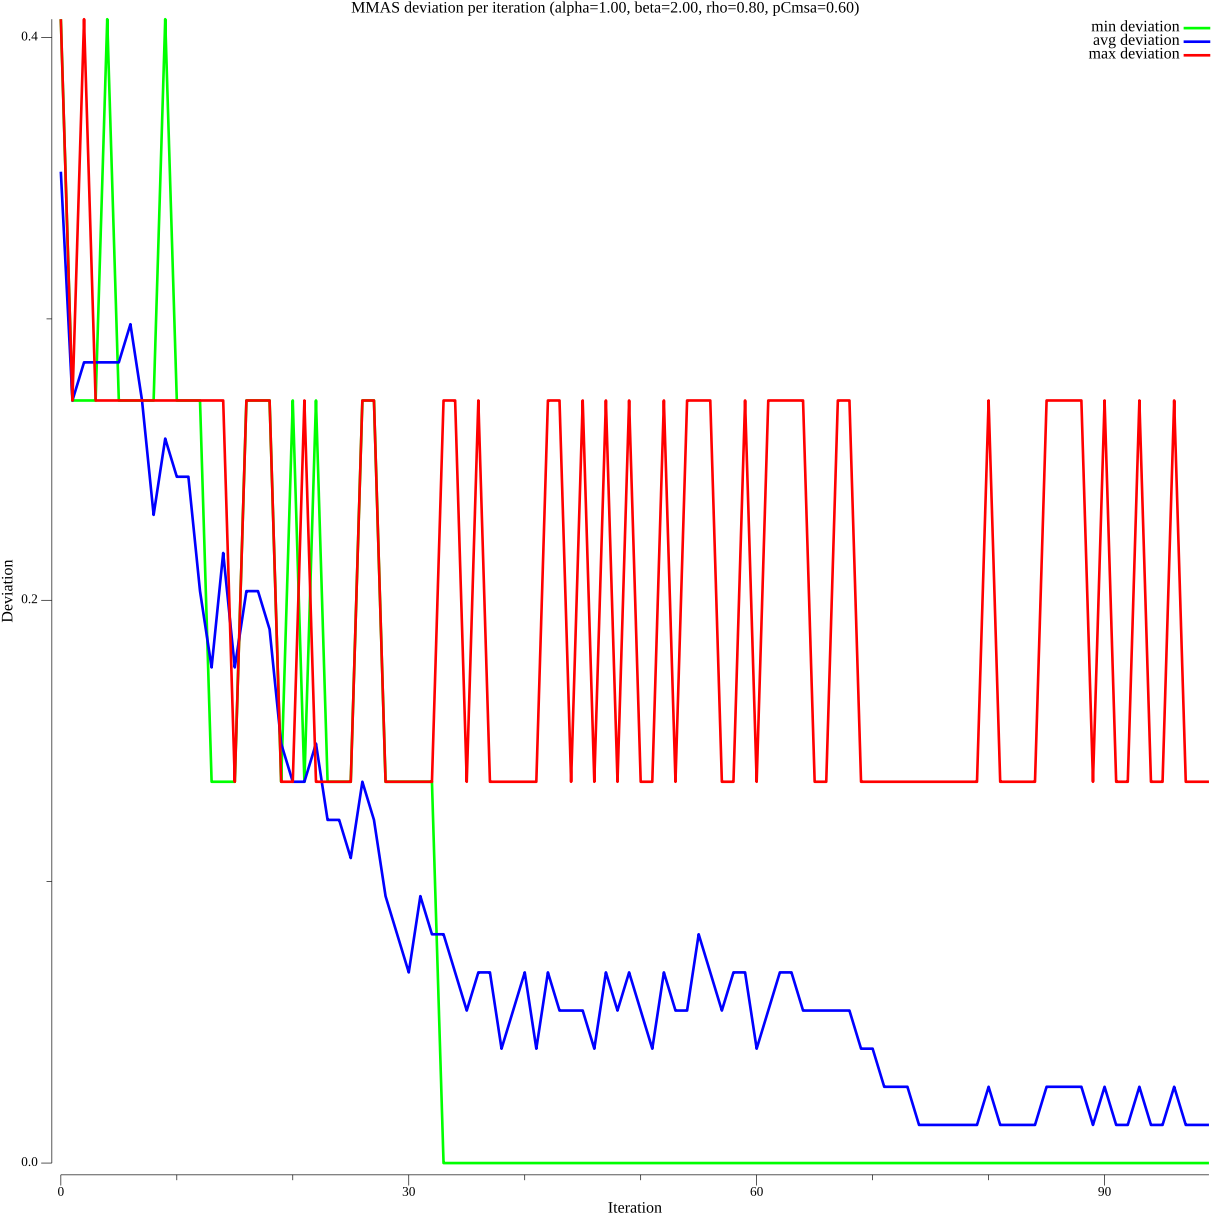 MMAS deviation per iteration (alpha=1.00, beta=2.00, rho=0.80, pCmsa=0.60)
min deviation
avg deviation
max deviation
0.4
0.2
0.0
Deviation
0
30
60
90
Iteration